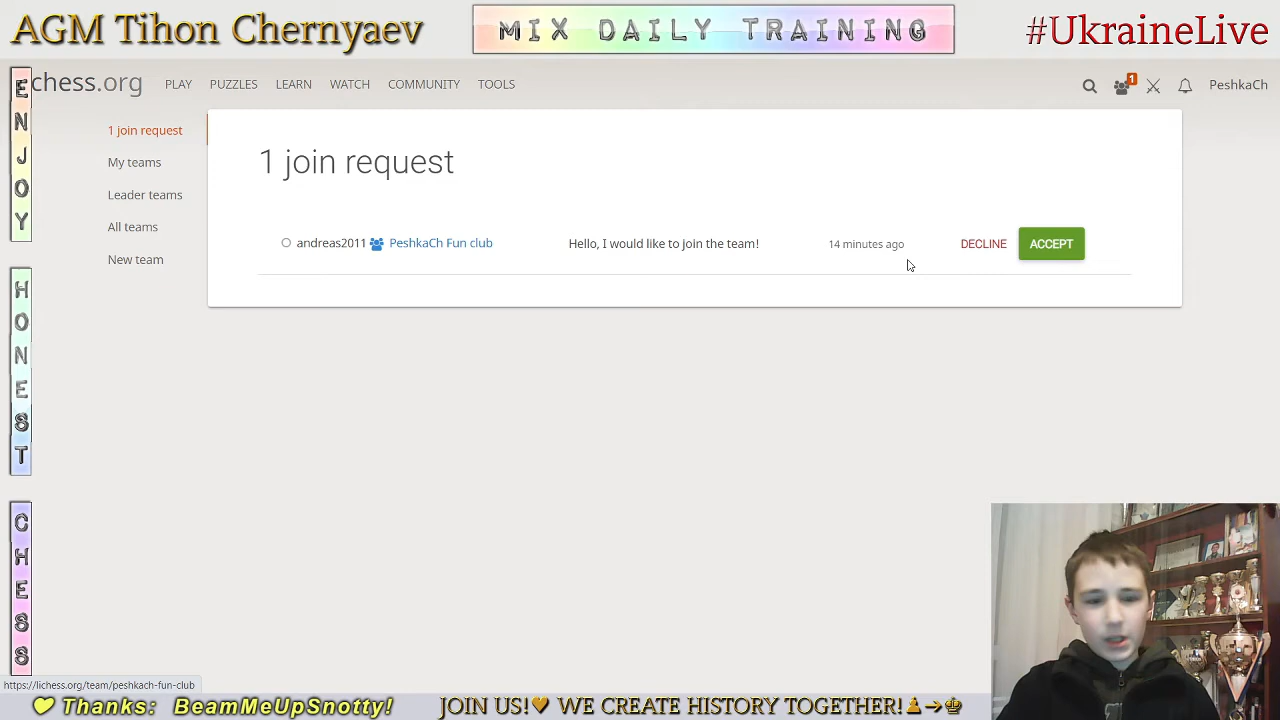 AGM Tihon Chernyaev
MIX DAILY TRAINING
#UkraineLive
chess.org
PLAY
PUZZLES
LEARN
WATCH
COMMUNITY
TOOLS
1
PeshkaCh
1 join request
My teams
Leader teams
All teams
New team
1 join request
andreas2011
PeshkaCh Fun club
Hello, I would like to join the team!
14 minutes ago
DECLINE
ACCEPT
ENJOY
HONEST
CHESS
https://lichess.org/team/peshkach-fun-club
Thanks: BeamMeUpSnotty!
JOIN US! WE CREATE HISTORY TOGETHER!